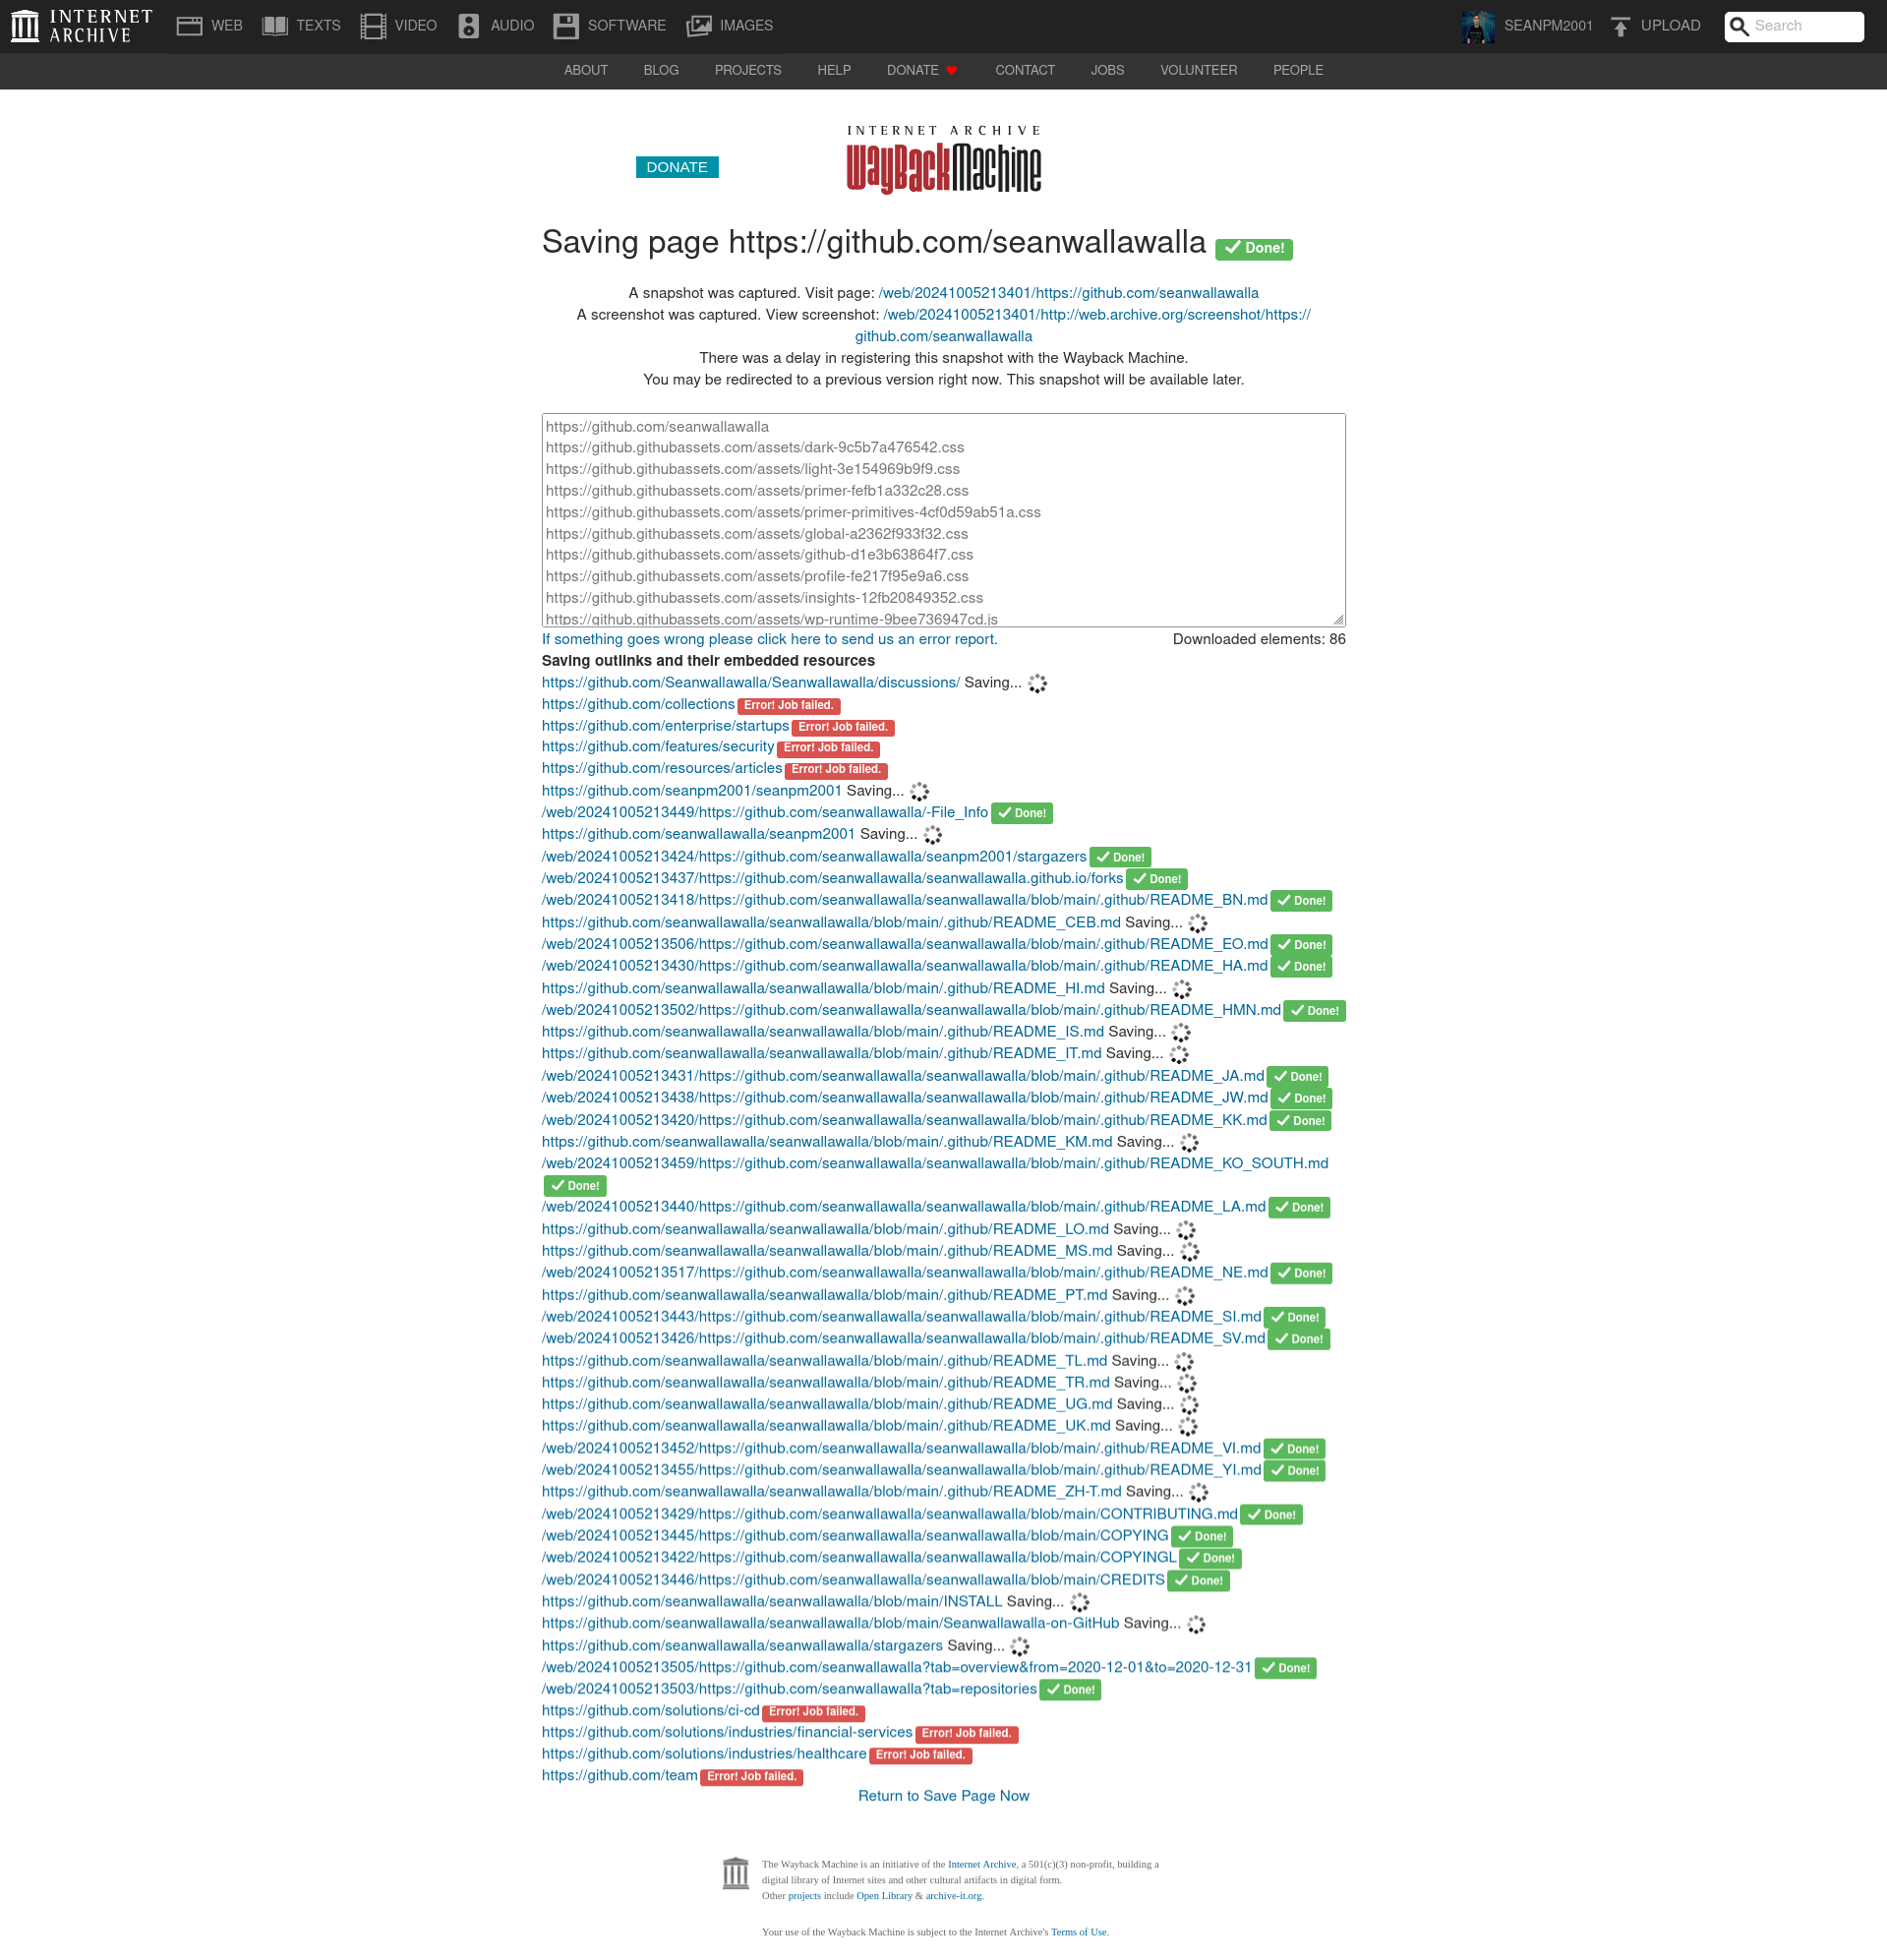 INTERNET ARCHIVE
WEB TEXTS VIDEO AUDIO SOFTWARE IMAGES SEANPM2001 UPLOAD Search
ABOUT BLOG PROJECTS HELP DONATE CONTACT JOBS VOLUNTEER PEOPLE
INTERNET ARCHIVE
DONATE WayBackMachine
Saving page https://github.com/seanwallawalla Done!
A snapshot was captured. Visit page: /web/20241005213401/https://github.com/seanwallawalla
A screenshot was captured. View screenshot: /web/20241005213401/http://web.archive.org/screenshot/https://
github.com/seanwallawalla
There was a delay in registering this snapshot with the Wayback Machine.
You may be redirected to a previous version right now. This snapshot will be available later.
https://github.com/seanwallawalla
https://github.githubassets.com/assets/dark-9c5b7a476542.css
https://github.githubassets.com/assets/light-3e154969b9f9.css
https://github.githubassets.com/assets/primer-fefb1a332c28.css
https://github.githubassets.com/assets/primer-primitives-4cf0d59ab51a.css
https://github.githubassets.com/assets/global-a2362f933f32.css
https://github.githubassets.com/assets/github-d1e3b63864f7.css
https://github.githubassets.com/assets/profile-fe217f95e9a6.css
https://github.githubassets.com/assets/insights-12fb20849352.css
https://github.githubassets.com/assets/wp-runtime-9bee736947cd.js
If something goes wrong please click here to send us an error report. Downloaded elements: 86
Saving outlinks and their embedded resources
https://github.com/Seanwallawalla/Seanwallawalla/discussions/ Saving...
https://github.com/collections Error! Job failed.
https://github.com/enterprise/startups Error! Job failed.
https://github.com/features/security Error! Job failed.
https://github.com/resources/articles Error! Job failed.
https://github.com/seanpm2001/seanpm2001 Saving...
/web/20241005213449/https://github.com/seanwallawalla/-File_Info Done!
https://github.com/seanwallawalla/seanpm2001 Saving...
/web/20241005213424/https://github.com/seanwallawalla/seanpm2001/stargazers Done!
/web/20241005213437/https://github.com/seanwallawalla/seanwallawalla.github.io/forks Done!
/web/20241005213418/https://github.com/seanwallawalla/seanwallawalla/blob/main/.github/README_BN.md Done!
https://github.com/seanwallawalla/seanwallawalla/blob/main/.github/README_CEB.md Saving...
/web/20241005213506/https://github.com/seanwallawalla/seanwallawalla/blob/main/.github/README_EO.md Done!
/web/20241005213430/https://github.com/seanwallawalla/seanwallawalla/blob/main/.github/README_HA.md Done!
https://github.com/seanwallawalla/seanwallawalla/blob/main/.github/README_HI.md Saving...
/web/20241005213502/https://github.com/seanwallawalla/seanwallawalla/blob/main/.github/README_HMN.md Done!
https://github.com/seanwallawalla/seanwallawalla/blob/main/.github/README_IS.md Saving...
https://github.com/seanwallawalla/seanwallawalla/blob/main/.github/README_IT.md Saving...
/web/20241005213431/https://github.com/seanwallawalla/seanwallawalla/blob/main/.github/README_JA.md Done!
/web/20241005213438/https://github.com/seanwallawalla/seanwallawalla/blob/main/.github/README_JW.md Done!
/web/20241005213420/https://github.com/seanwallawalla/seanwallawalla/blob/main/.github/README_KK.md Done!
https://github.com/seanwallawalla/seanwallawalla/blob/main/.github/README_KM.md Saving...
/web/20241005213459/https://github.com/seanwallawalla/seanwallawalla/blob/main/.github/README_KO_SOUTH.md
Done!
/web/20241005213440/https://github.com/seanwallawalla/seanwallawalla/blob/main/.github/README_LA.md Done!
https://github.com/seanwallawalla/seanwallawalla/blob/main/.github/README_LO.md Saving...
https://github.com/seanwallawalla/seanwallawalla/blob/main/.github/README_MS.md Saving...
/web/20241005213517/https://github.com/seanwallawalla/seanwallawalla/blob/main/.github/README_NE.md Done!
https://github.com/seanwallawalla/seanwallawalla/blob/main/.github/README_PT.md Saving...
/web/20241005213443/https://github.com/seanwallawalla/seanwallawalla/blob/main/.github/README_SI.md Done!
/web/20241005213426/https://github.com/seanwallawalla/seanwallawalla/blob/main/.github/README_SV.md Done!
https://github.com/seanwallawalla/seanwallawalla/blob/main/.github/README_TL.md Saving...
https://github.com/seanwallawalla/seanwallawalla/blob/main/.github/README_TR.md Saving...
https://github.com/seanwallawalla/seanwallawalla/blob/main/.github/README_UG.md Saving...
https://github.com/seanwallawalla/seanwallawalla/blob/main/.github/README_UK.md Saving...
/web/20241005213452/https://github.com/seanwallawalla/seanwallawalla/blob/main/.github/README_VI.md Done!
/web/20241005213455/https://github.com/seanwallawalla/seanwallawalla/blob/main/.github/README_YI.md Done!
https://github.com/seanwallawalla/seanwallawalla/blob/main/.github/README_ZH-T.md Saving...
/web/20241005213429/https://github.com/seanwallawalla/seanwallawalla/blob/main/CONTRIBUTING.md Done!
/web/20241005213445/https://github.com/seanwallawalla/seanwallawalla/blob/main/COPYING Done!
/web/20241005213422/https://github.com/seanwallawalla/seanwallawalla/blob/main/COPYINGL Done!
/web/20241005213446/https://github.com/seanwallawalla/seanwallawalla/blob/main/CREDITS Done!
https://github.com/seanwallawalla/seanwallawalla/blob/main/INSTALL Saving...
https://github.com/seanwallawalla/seanwallawalla/blob/main/Seanwallawalla-on-GitHub Saving...
https://github.com/seanwallawalla/seanwallawalla/stargazers Saving...
/web/20241005213505/https://github.com/seanwallawalla?tab=overview&from=2020-12-01&to=2020-12-31 Done!
/web/20241005213503/https://github.com/seanwallawalla?tab=repositories Done!
https://github.com/solutions/ci-cd Error! Job failed.
https://github.com/solutions/industries/financial-services Error! Job failed.
https://github.com/solutions/industries/healthcare Error! Job failed.
https://github.com/team Error! Job failed.
Return to Save Page Now
The Wayback Machine is an initiative of the Internet Archive, a 501(c)(3) non-profit, building a
digital library of Internet sites and other cultural artifacts in digital form.
Other projects include Open Library & archive-it.org.
Your use of the Wayback Machine is subject to the Internet Archive's Terms of Use.